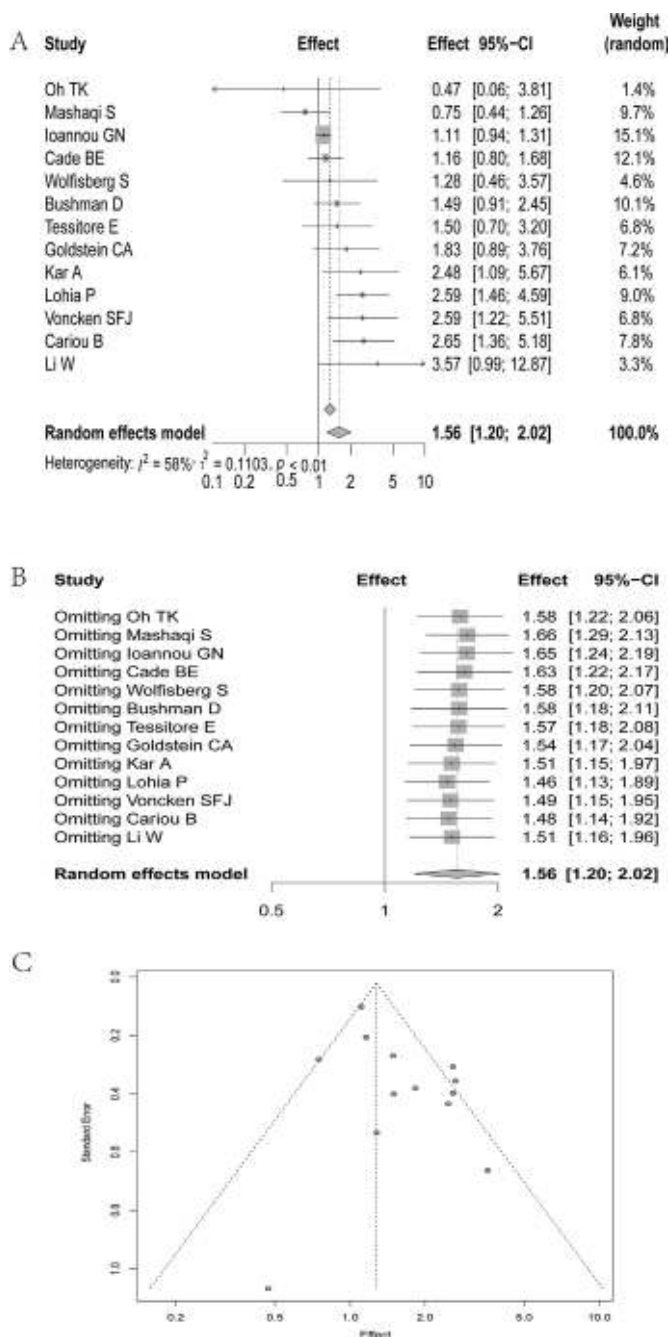 A
Study Effect Effect 95%-CI Weight (random)
Oh TK 0.47 [0.06; 3.81] 1.4%
Mashaqi S 0.75 [0.44; 1.26] 9.7%
Ioannou GN 1.11 [0.94; 1.31] 15.1%
Cade BE 1.16 [0.80; 1.68] 12.1%
Wolfisberg S 1.28 [0.46; 3.57] 4.6%
Bushman D 1.49 [0.91; 2.45] 10.1%
Tessitore E 1.50 [0.70; 3.20] 6.8%
Goldstein CA 1.83 [0.89; 3.76] 7.2%
Kar A 2.48 [1.09; 5.67] 6.1%
Lohia P 2.59 [1.46; 4.59] 9.0%
Voncken SFJ 2.59 [1.22; 5.51] 6.8%
Cariou B 2.65 [1.36; 5.18] 7.8%
Li W 3.57 [0.99; 12.87] 3.3%
Random effects model 1.56 [1.20; 2.02] 100.0%
Heterogeneity: I² = 58%, τ² = 0.1103, p < 0.01
0.1 0.2 0.5 1 2 5 10
B
Study Effect Effect 95%-CI
Omitting Oh TK 1.58 [1.22; 2.06]
Omitting Mashaqi S 1.66 [1.29; 2.13]
Omitting Ioannou GN 1.65 [1.24; 2.19]
Omitting Cade BE 1.63 [1.22; 2.17]
Omitting Wolfisberg S 1.58 [1.20; 2.07]
Omitting Bushman D 1.58 [1.18; 2.11]
Omitting Tessitore E 1.57 [1.18; 2.08]
Omitting Goldstein CA 1.54 [1.17; 2.04]
Omitting Kar A 1.51 [1.15; 1.97]
Omitting Lohia P 1.46 [1.13; 1.89]
Omitting Voncken SFJ 1.49 [1.15; 1.95]
Omitting Cariou B 1.48 [1.14; 1.92]
Omitting Li W 1.51 [1.16; 1.96]
Random effects model 1.56 [1.20; 2.02]
0.5 1 2
C
Standard Error
0.0
0.2
0.4
0.6
0.8
1.0
0.2 0.5 1.0 2.0 5.0 10.0
Effect